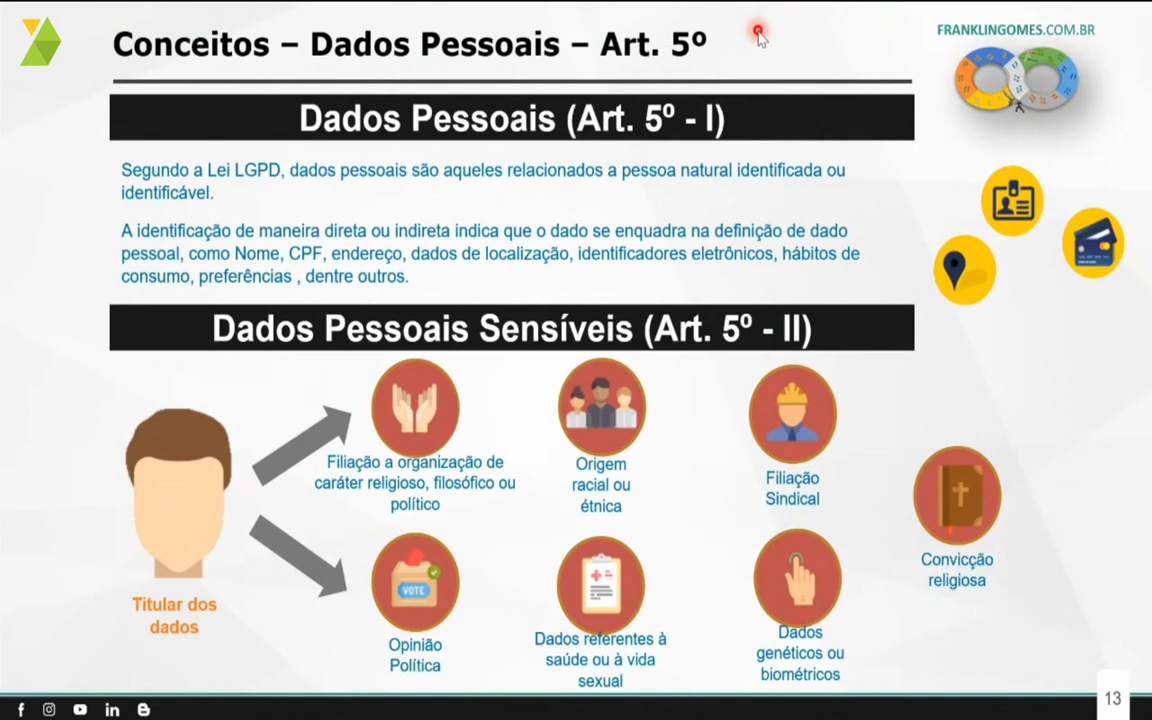 Conceitos – Dados Pessoais – Art. 5º
FRANKLINGOMES.COM.BR
Dados Pessoais (Art. 5º - I)
Segundo a Lei LGPD, dados pessoais são aqueles relacionados a pessoa natural identificada ou
identificável.
A identificação de maneira direta ou indireta indica que o dado se enquadra na definição de dado
pessoal, como Nome, CPF, endereço, dados de localização, identificadores eletrônicos, hábitos de
consumo, preferências , dentre outros.
Dados Pessoais Sensíveis (Art. 5º - II)
Titular dos
dados
Filiação a organização de
caráter religioso, filosófico ou
político
Origem
racial ou
étnica
Filiação
Sindical
Convicção
religiosa
VOTE
Opinião
Política
Dados referentes à
saúde ou à vida
sexual
Dados
genéticos ou
biométricos
13